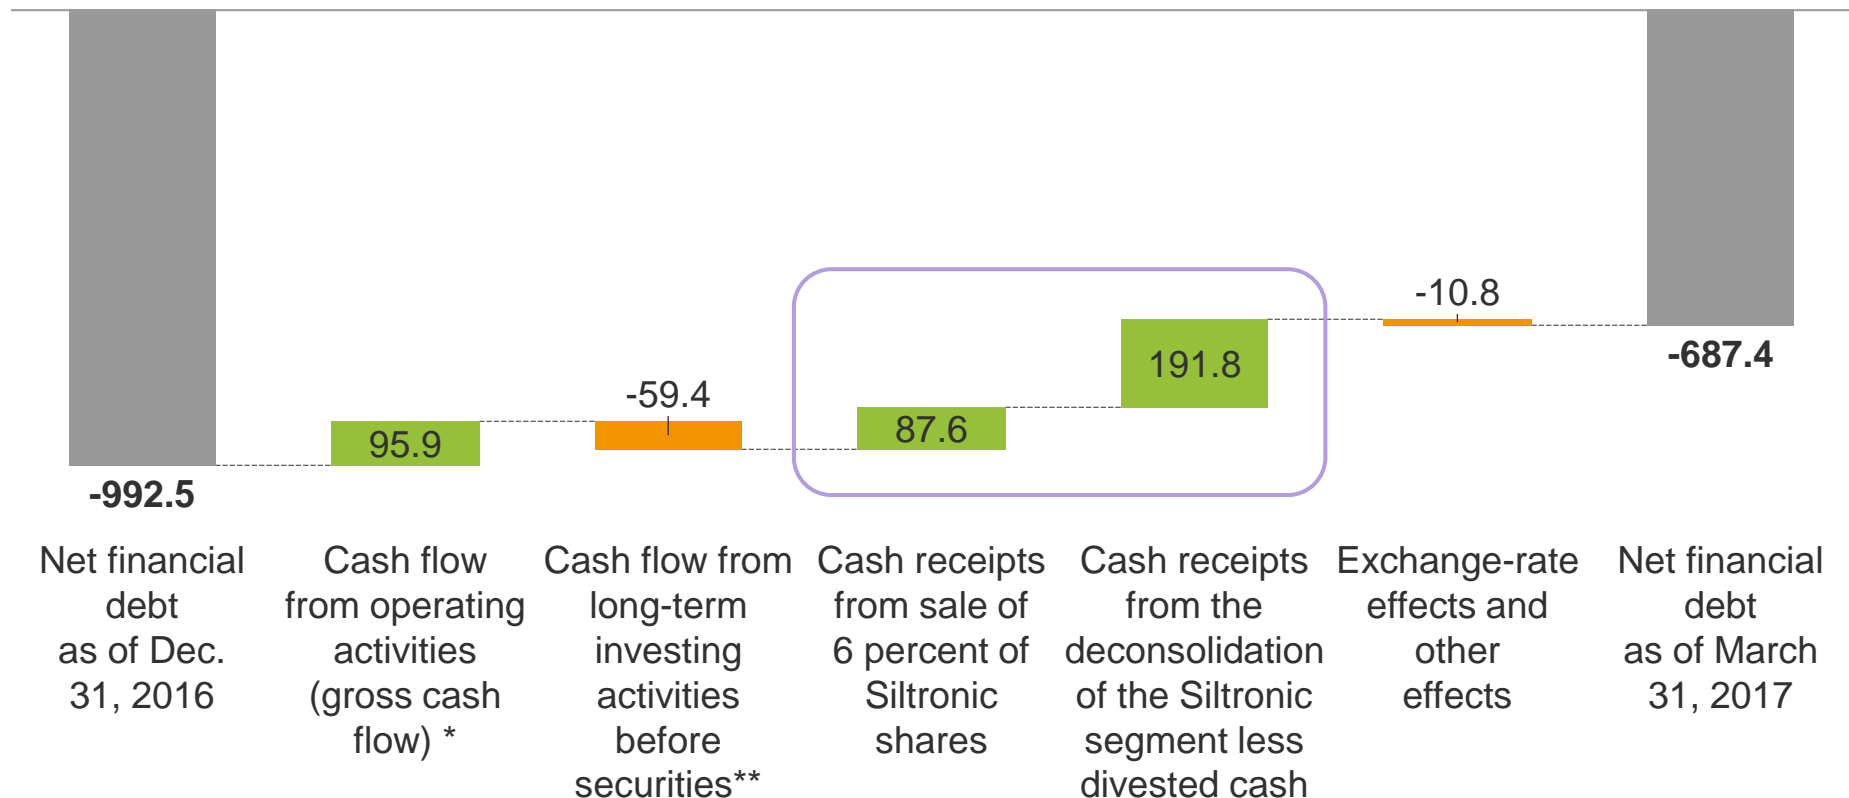 -10.8
191.8
-687.4
-59.4
87.6
95.9
-992.5
Net financial
debt
as of Dec.
31, 2016
Cash flow
from operating
activities
(gross cash
flow) *
Cash flow from
long-term
investing
activities
before
securities**
Cash receipts
from sale of
6 percent of
Siltronic
shares
Cash receipts
from the
deconsolidation
of the Siltronic
segment less
divested cash
Exchange-rate
effects and
other
effects
Net financial
debt
as of March
31, 2017